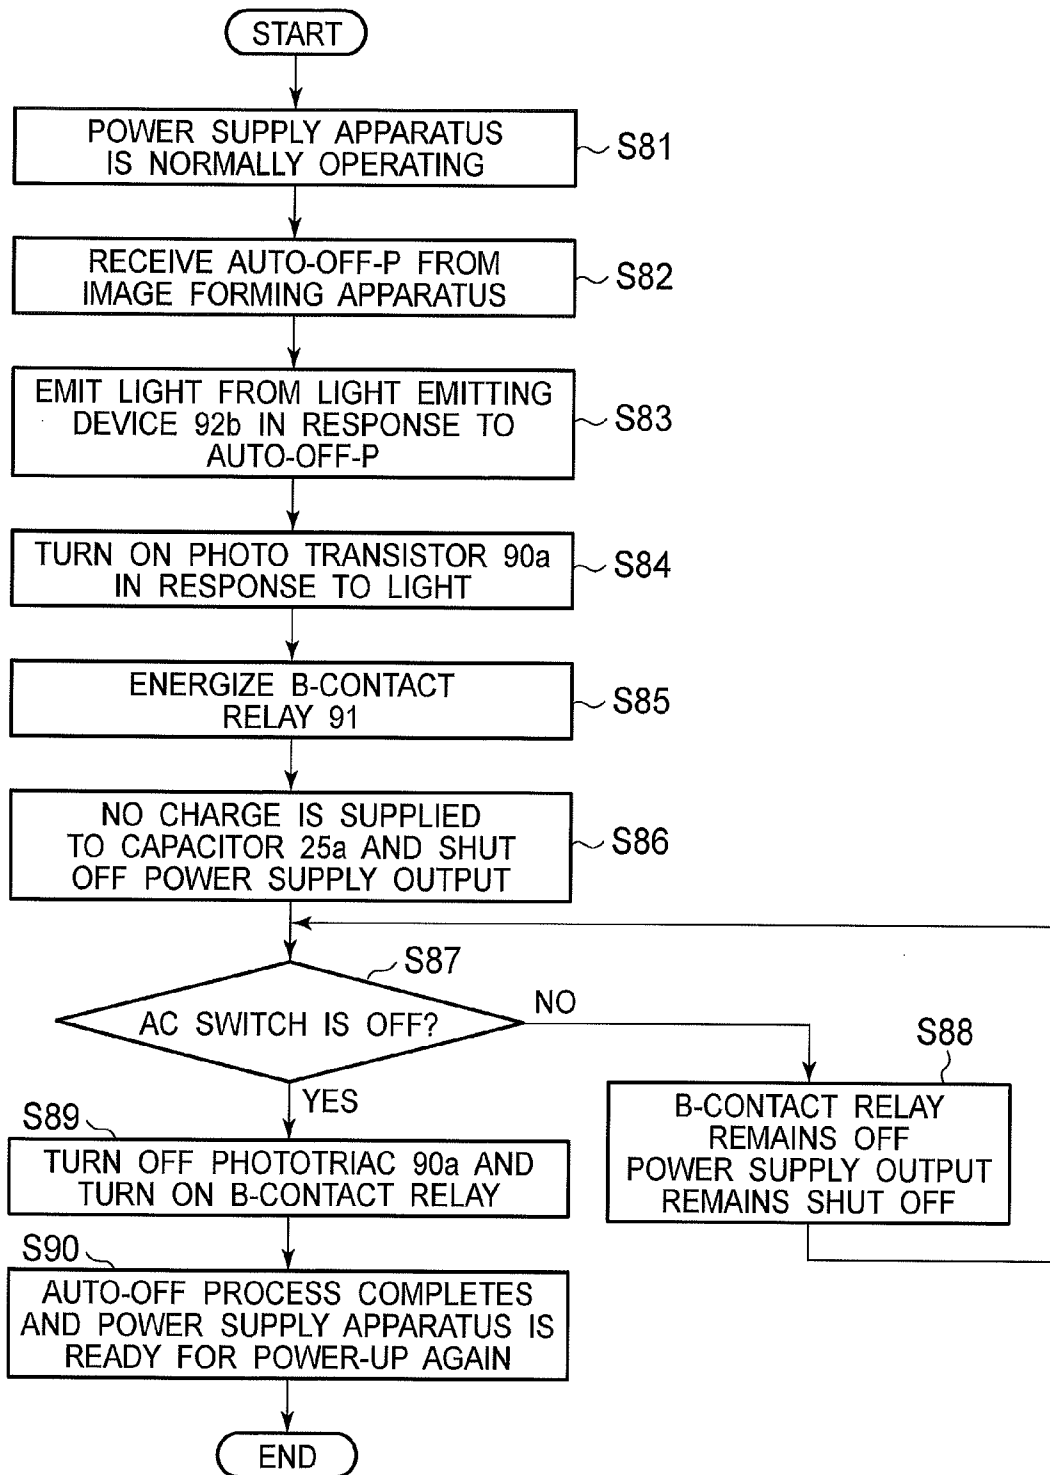 START
POWER SUPPLY APPARATUS
IS NORMALLY OPERATING
S81
RECEIVE AUTO-OFF-P FROM
IMAGE FORMING APPARATUS
S82
EMIT LIGHT FROM LIGHT EMITTING
DEVICE 92b IN RESPONSE TO
AUTO-OFF-P
S83
TURN ON PHOTO TRANSISTOR 90a
IN RESPONSE TO LIGHT
S84
ENERGIZE B-CONTACT
RELAY 91
S85
NO CHARGE IS SUPPLIED
TO CAPACITOR 25a AND SHUT
OFF POWER SUPPLY OUTPUT
S86
S87
AC SWITCH IS OFF?
NO
YES
S88
B-CONTACT RELAY
REMAINS OFF
POWER SUPPLY OUTPUT
REMAINS SHUT OFF
S89
TURN OFF PHOTOTRIAC 90a AND
TURN ON B-CONTACT RELAY
S90
AUTO-OFF PROCESS COMPLETES
AND POWER SUPPLY APPARATUS IS
READY FOR POWER-UP AGAIN
END